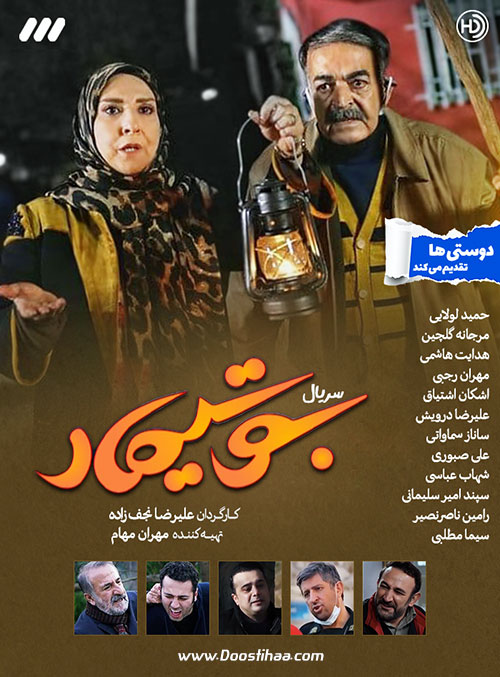 HD
دوستی ها
تقدیم می کند
حمید لولایی
مرجانه گلچین
هدایت هاشمی
مهران رجبی
اشکان اشتیاق
علیرضا درویش
ساناز سماواتی
علی صبوری
شهاب عباسی
سپند امیر سلیمانی
رامین ناصرنصیر
سیما مطلبی
سریال
سوتیکار
کارگردان علیرضا نجف زاده
تهیه کننده مهران مهام
www.Doostihaa.com